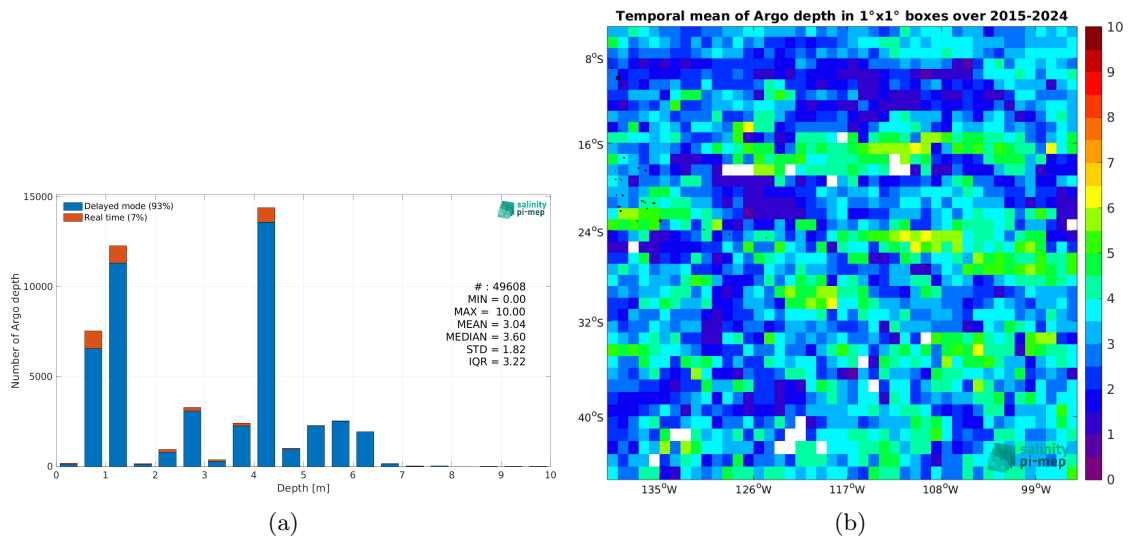 Temporal mean of Argo depth in 1°x1° boxes over 2015-2024
Number of Argo depth
15000
10000
5000
0
Delayed mode (93%)
Real time (7%)
salinity
pi-mep
# : 49608
MIN = 0.00
MAX = 10.00
MEAN = 3.04
MEDIAN = 3.60
STD = 1.82
IQR = 3.22
0 1 2 3 4 5 6 7 8 9 10
Depth [m]
(a)
8°S
16°S
24°S
32°S
40°S
135°W 126°W 117°W 108°W 99°W
salinity
pi-mep
10
9
8
7
6
5
4
3
2
1
0
(b)